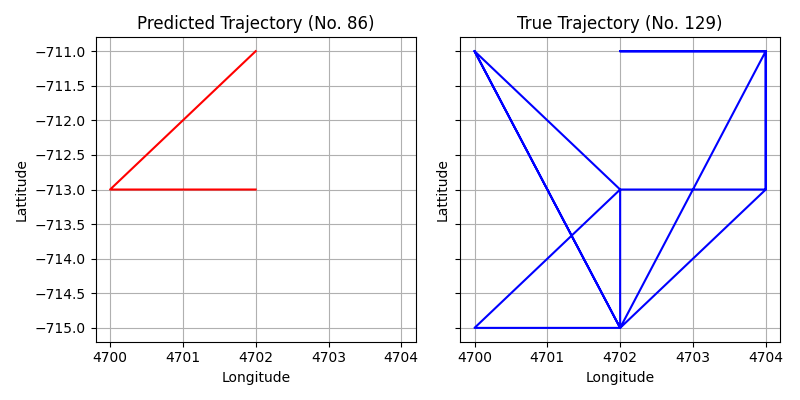 Predicted Trajectory (No. 86)
−711.0
−711.5
−712.0
−712.5
−713.0
−713.5
−714.0
−714.5
−715.0
Lattitude
4700 4701 4702 4703 4704
Longitude
True Trajectory (No. 129)
Lattitude
4700 4701 4702 4703 4704
Longitude